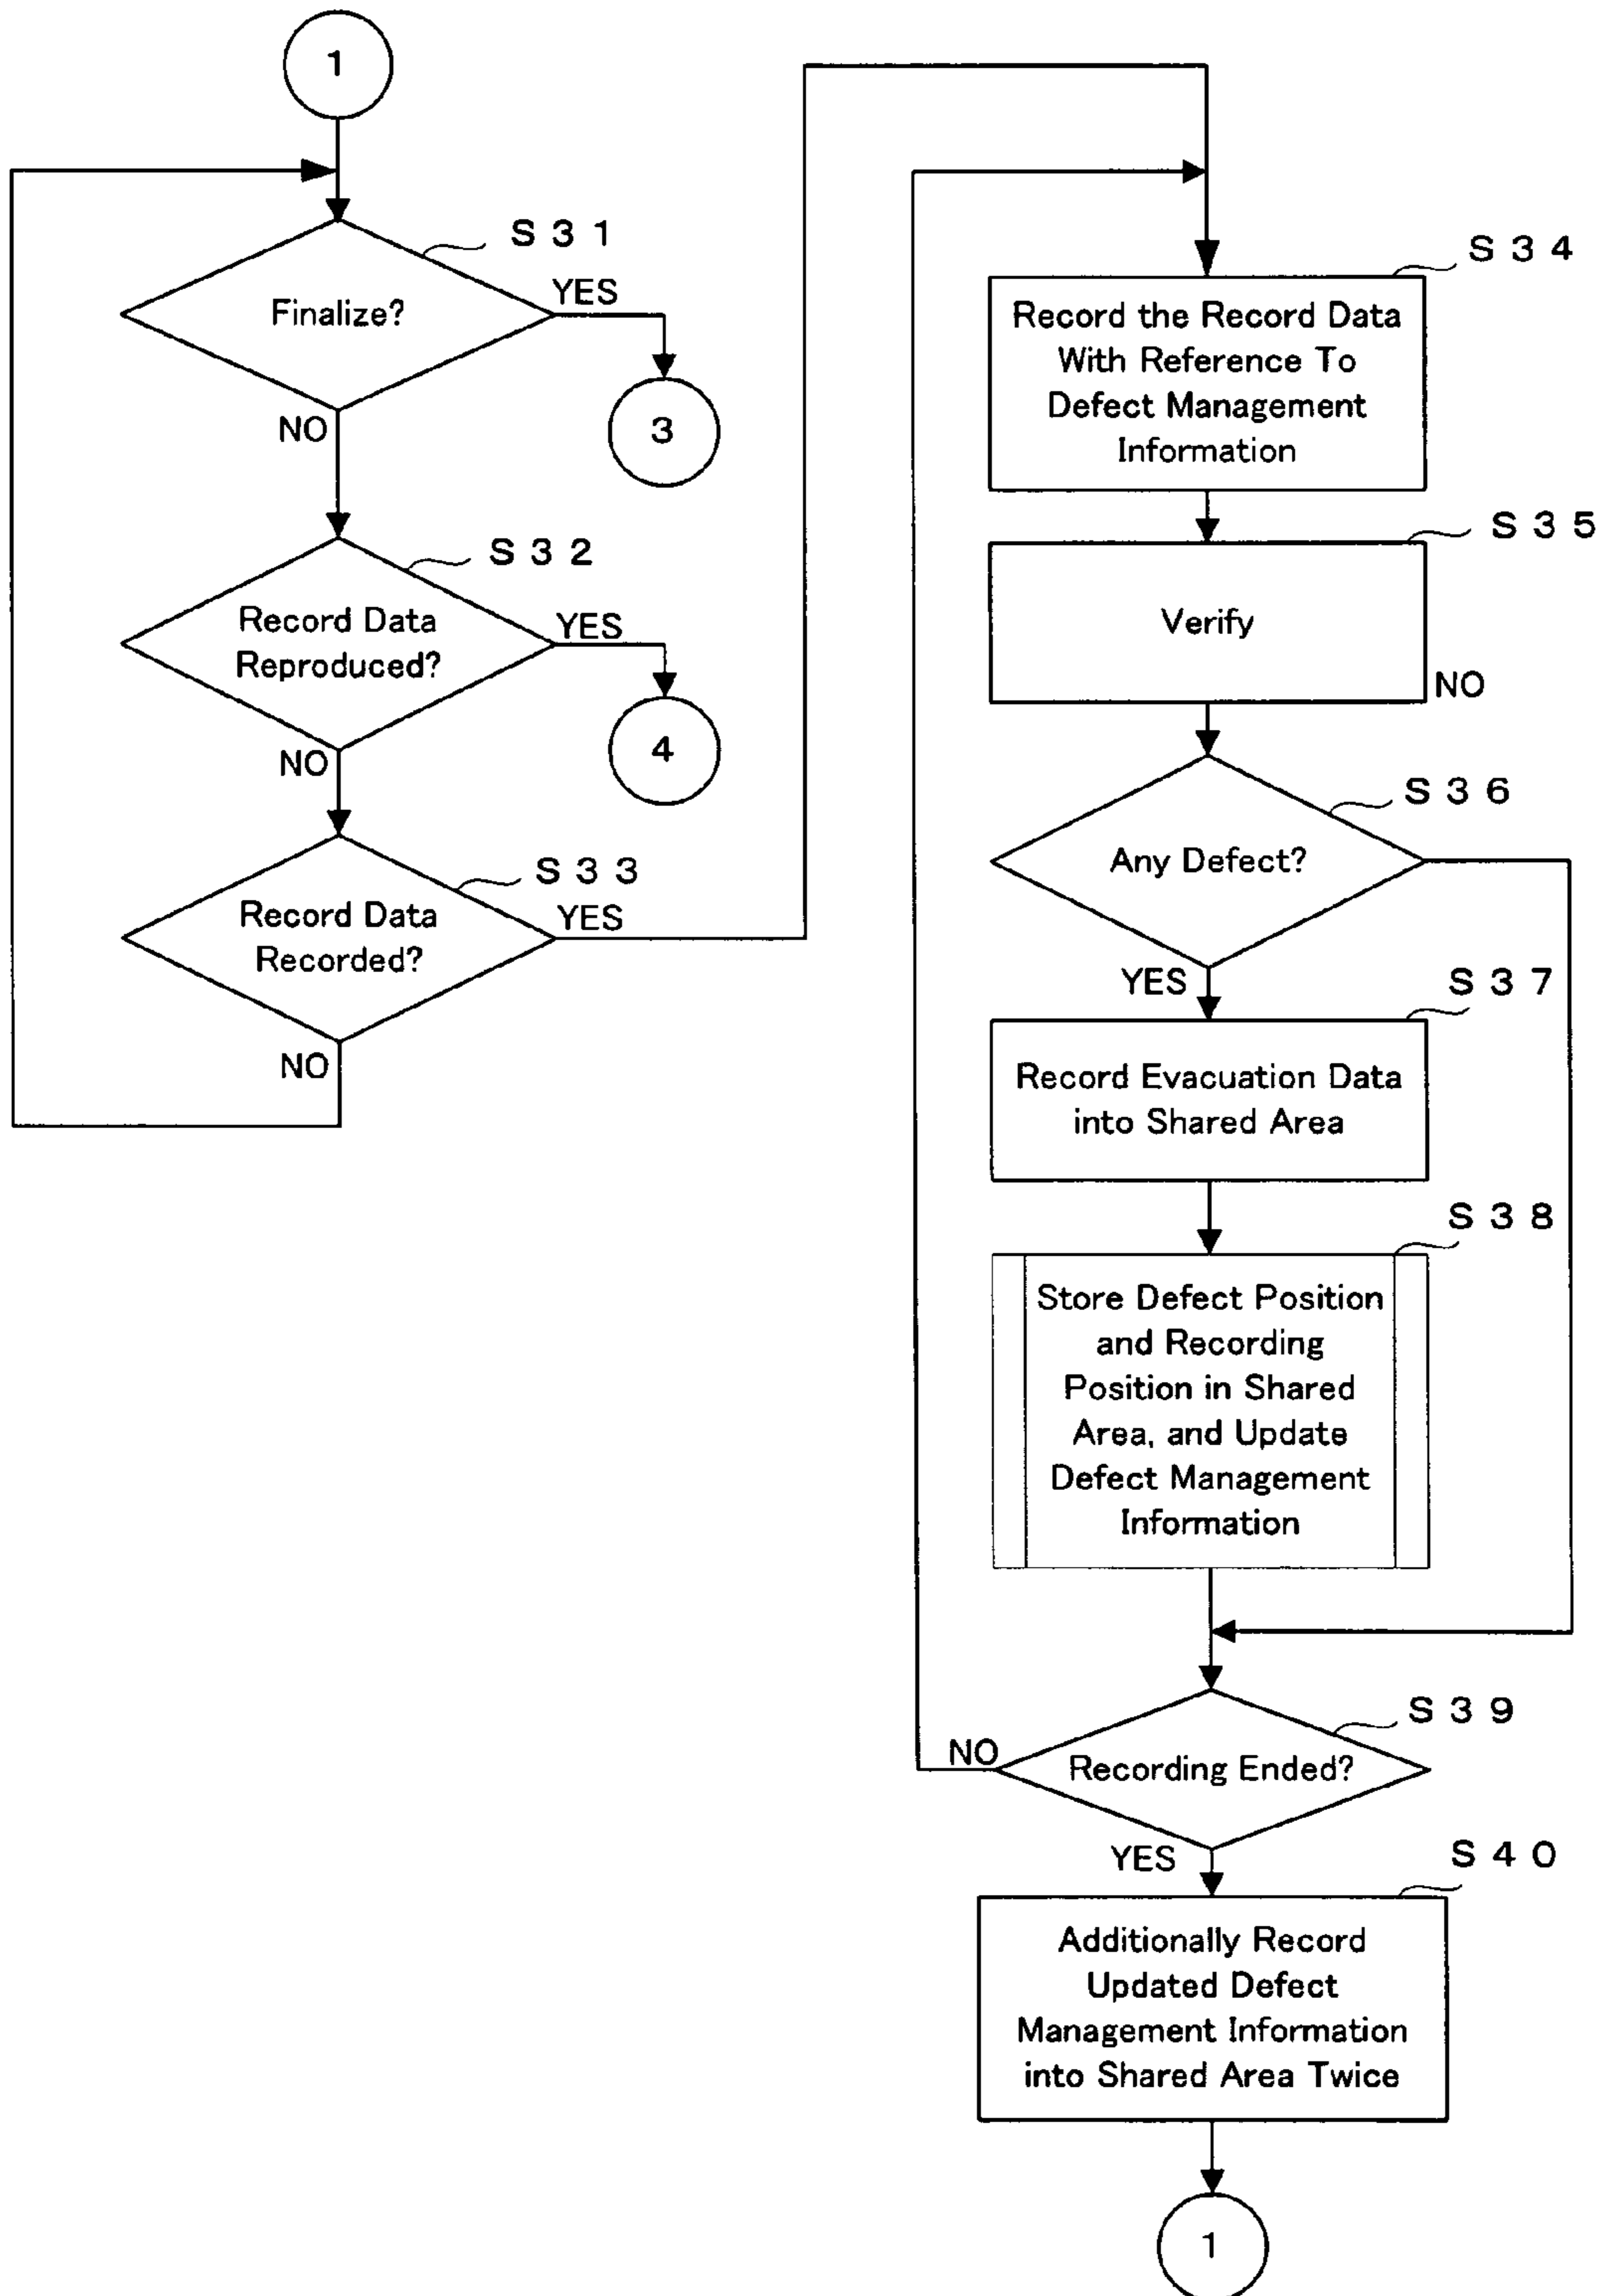 1
S31
Finalize?
YES
3
NO
S32
Record Data
Reproduced?
YES
4
NO
S33
Record Data
Recorded?
YES
NO
S34
Record the Record Data
With Reference To
Defect Management
Information
S35
Verify
NO
S36
Any Defect?
YES
S37
Record Evacuation Data
into Shared Area
S38
Store Defect Position
and Recording
Position in Shared
Area, and Update
Defect Management
Information
S39
NO
Recording Ended?
YES
S40
Additionally Record
Updated Defect
Management Information
into Shared Area Twice
1